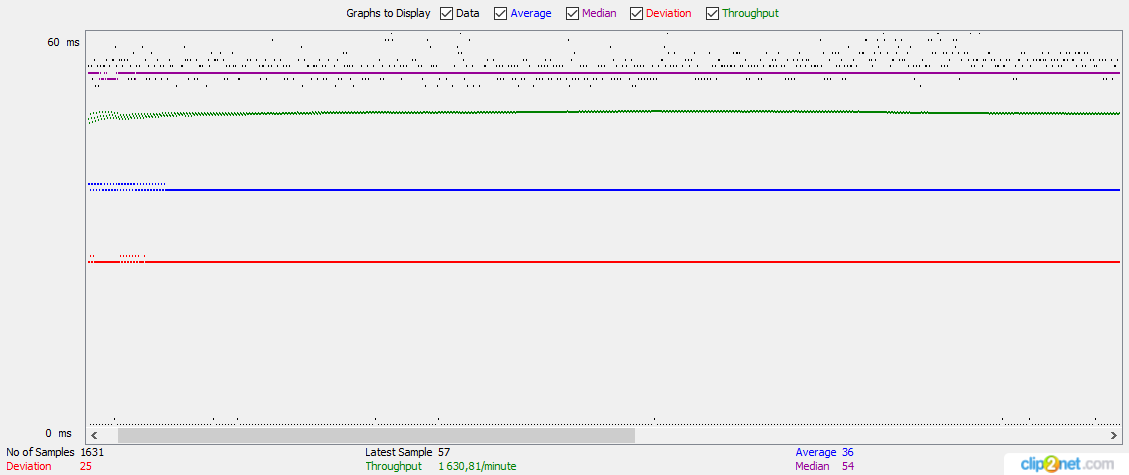 Graphs to Display Data Average Median Deviation Throughput
60 ms
0 ms
No of Samples 1631 Latest Sample 57 Average 36
Deviation 25 Throughput 1 630,81/minute Median 54
clip2net.com